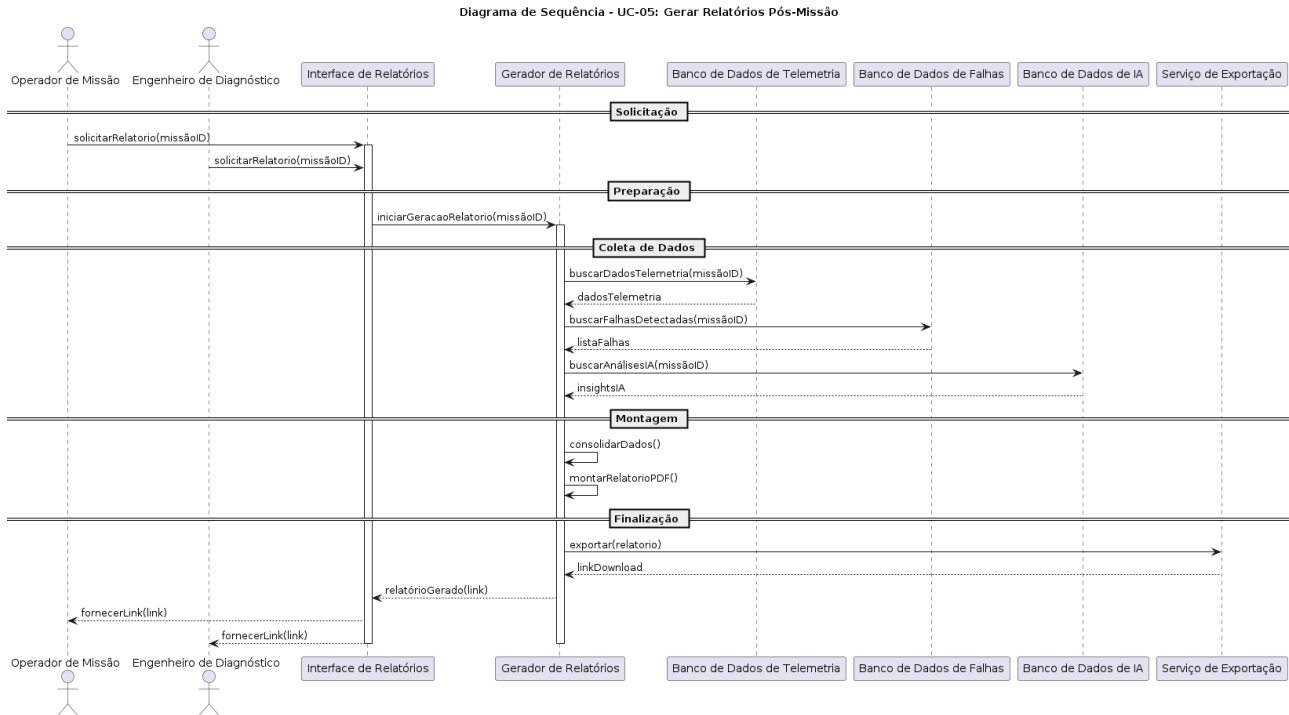 Diagrama de Sequência - UC-05: Gerar Relatórios Pós-Missão
Operador de Missão
Engenheiro de Diagnóstico
Interface de Relatórios
Gerador de Relatórios
Banco de Dados de Telemetria
Banco de Dados de Falhas
Banco de Dados de IA
Serviço de Exportação
Solicitação
solicitarRelatorio(missãoID)
solicitarRelatorio(missãoID)
Preparação
iniciarGeracaoRelatorio(missãoID)
Coleta de Dados
buscarDadosTelemetria(missãoID)
dadosTelemetria
buscarFalhasDetectadas(missãoID)
listaFalhas
buscarAnálisesIA(missãoID)
insightsIA
Montagem
consolidarDados()
montarRelatorioPDF()
Finalização
exportar(relatorio)
linkDownload
relatórioGerado(link)
fornecerLink(link)
fornecerLink(link)
Operador de Missão
Engenheiro de Diagnóstico
Interface de Relatórios
Gerador de Relatórios
Banco de Dados de Telemetria
Banco de Dados de Falhas
Banco de Dados de IA
Serviço de Exportação